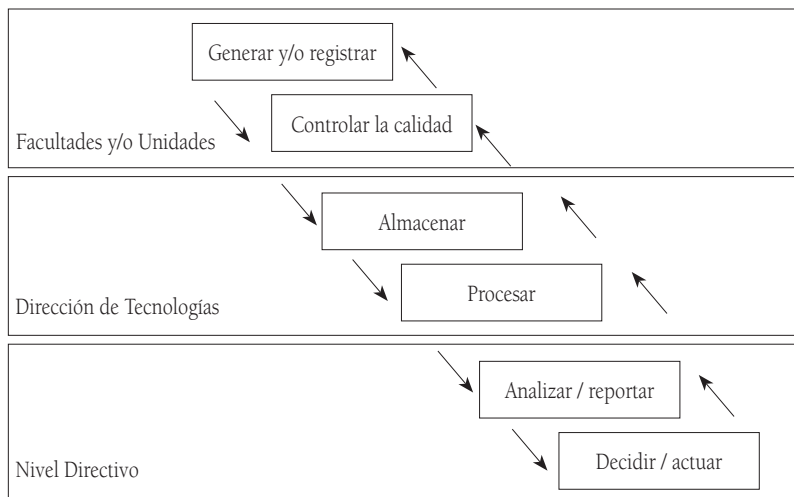 Generar y/o registrar
Controlar la calidad
Facultades y/o Unidades
Almacenar
Procesar
Dirección de Tecnologías
Analizar / reportar
Decidir / actuar
Nivel Directivo